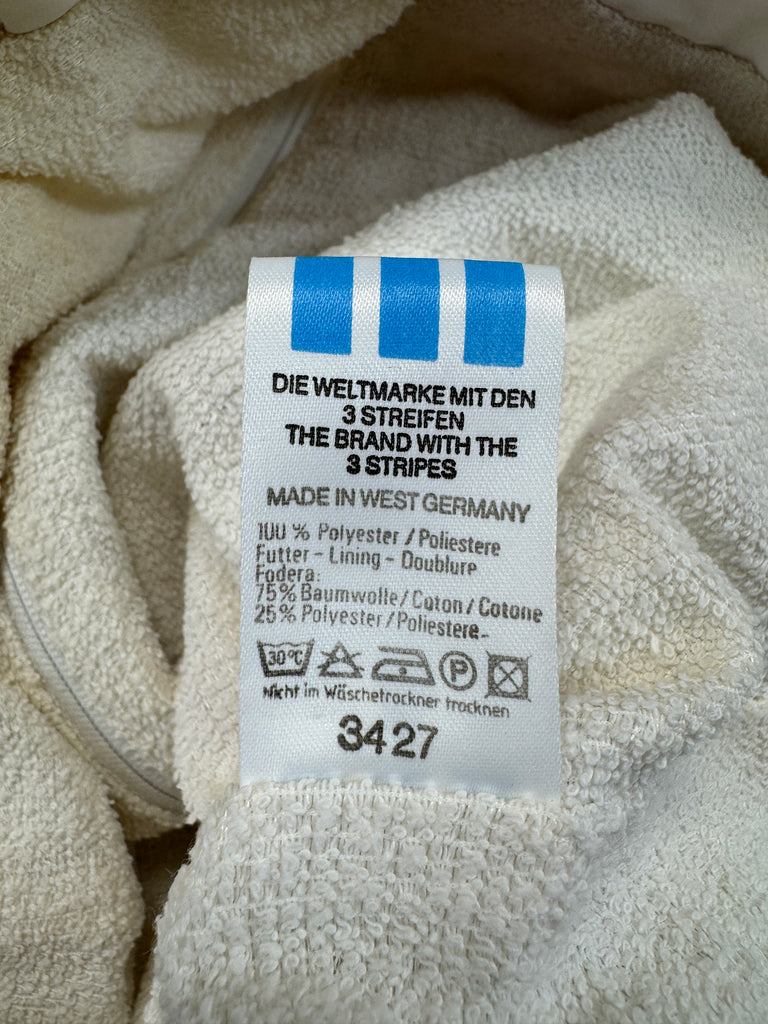 DIE WELTMARKE MIT DEN
3 STREIFEN
THE BRAND WITH THE
3 STRIPES
MADE IN WEST GERMANY
100 % Polyester / Poliestere
Futter - Lining - Doublure
Fodera:
75% Baumwolle / Coton / Cotone
25% Polyester / Poliestere-
30°C P
Nicht im Wäschetrockner trocknen
3427